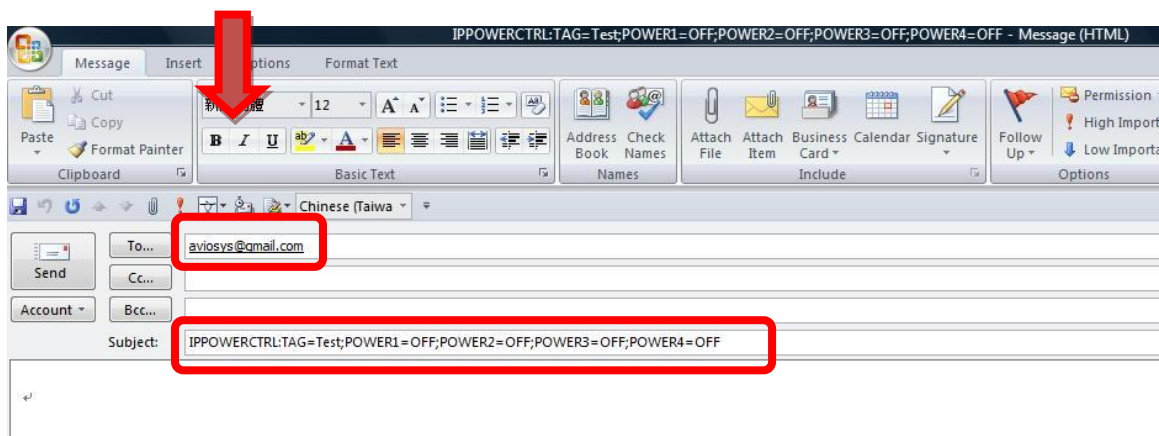 IPPOWERCTRL:TAG=Test;POWER1=OFF;POWER2=OFF;POWER3=OFF;POWER4=OFF - Message (HTML)
Message Format Text
Cut
Copy
Paste
Format Painter
Clipboard
12
B I U
Basic Text
Address Book
Check Names
Names
Attach File
Attach Item
Business Card
Calendar
Signature
Include
Follow Up
Permission
High Import
Low Importa
Options
Chinese (Taiwa
Send
To...
aviosys@gmail.com
Cc...
Account
Bcc...
Subject:
IPPOWERCTRL:TAG=Test;POWER1=OFF;POWER2=OFF;POWER3=OFF;POWER4=OFF